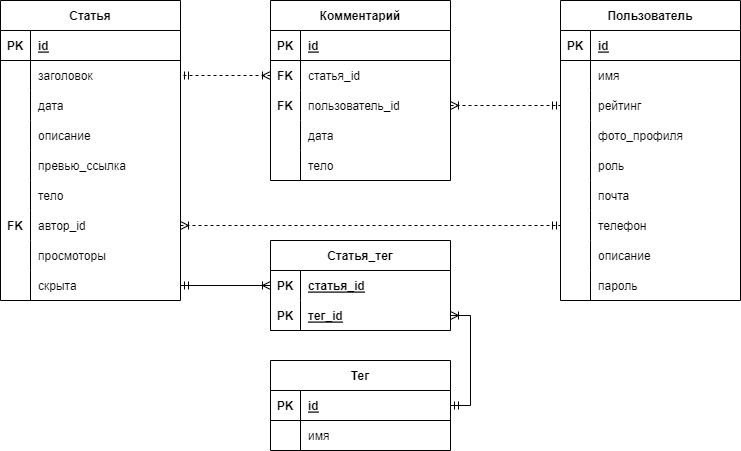 Статья
PK id
заголовок
дата
описание
превью_ссылка
тело
FK автор_id
просмоторы
скрыта
Комментарий
PK id
FK статья_id
FK пользователь_id
дата
тело
Пользователь
PK id
имя
рейтинг
фото_профиля
роль
почта
телефон
описание
пароль
Статья_тег
PK статья_id
PK тег_id
Тег
PK id
имя